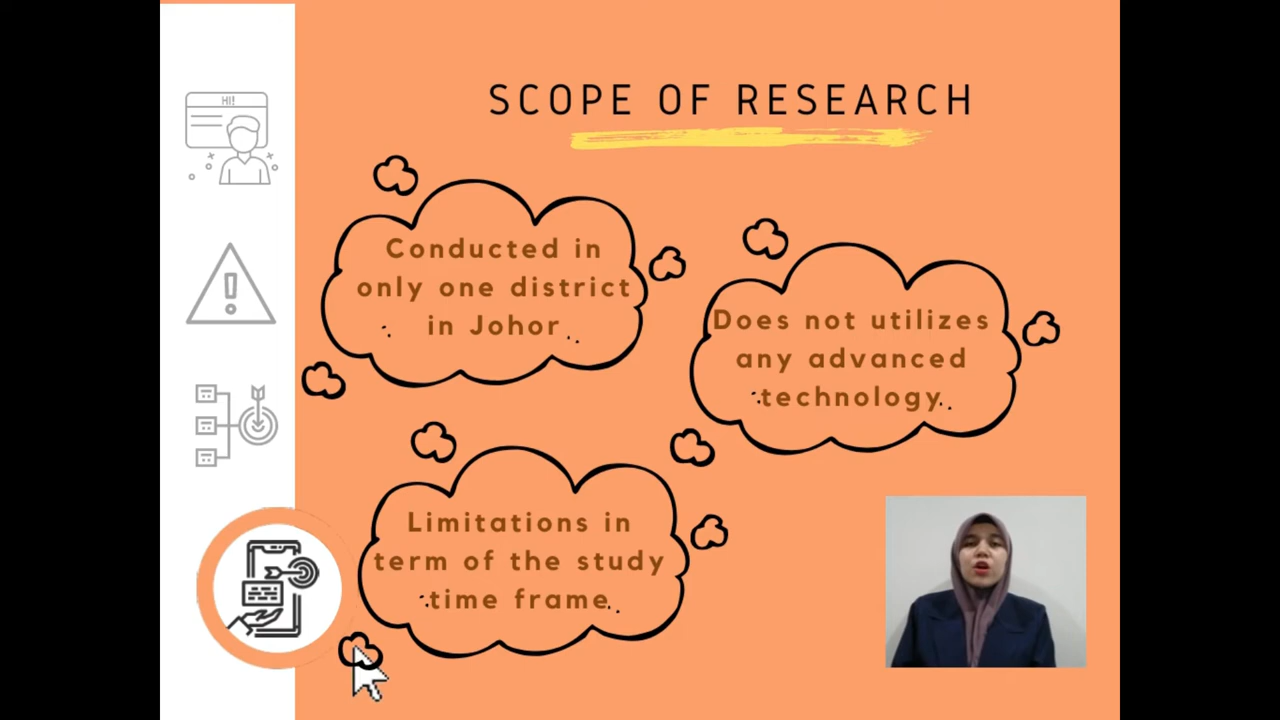 HI!
SCOPE OF RESEARCH
Conducted in
only one district
in Johor
Does not utilizes
any advanced
technology
Limitations in
term of the study
time frame